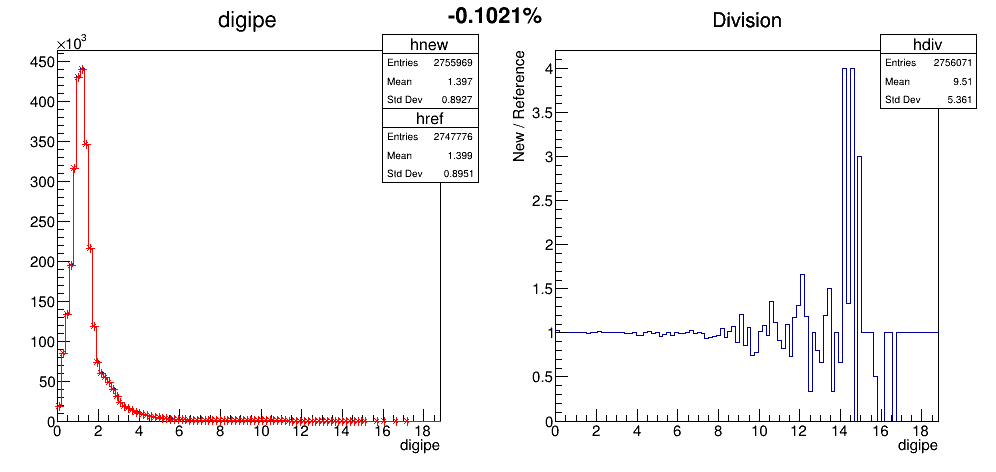 -0.1021%
digipe
×10³
hnew
Entries 2755969
Mean 1.397
Std Dev 0.8927
href
Entries 2747776
Mean 1.399
Std Dev 0.8951
450
400
350
300
250
200
150
100
50
0
0 2 4 6 8 10 12 14 16 18
digipe
Division
hdiv
Entries 2756071
Mean 9.51
Std Dev 5.361
New / Reference
4
3.5
3
2.5
2
1.5
1
0.5
0
0 2 4 6 8 10 12 14 16 18
digipe